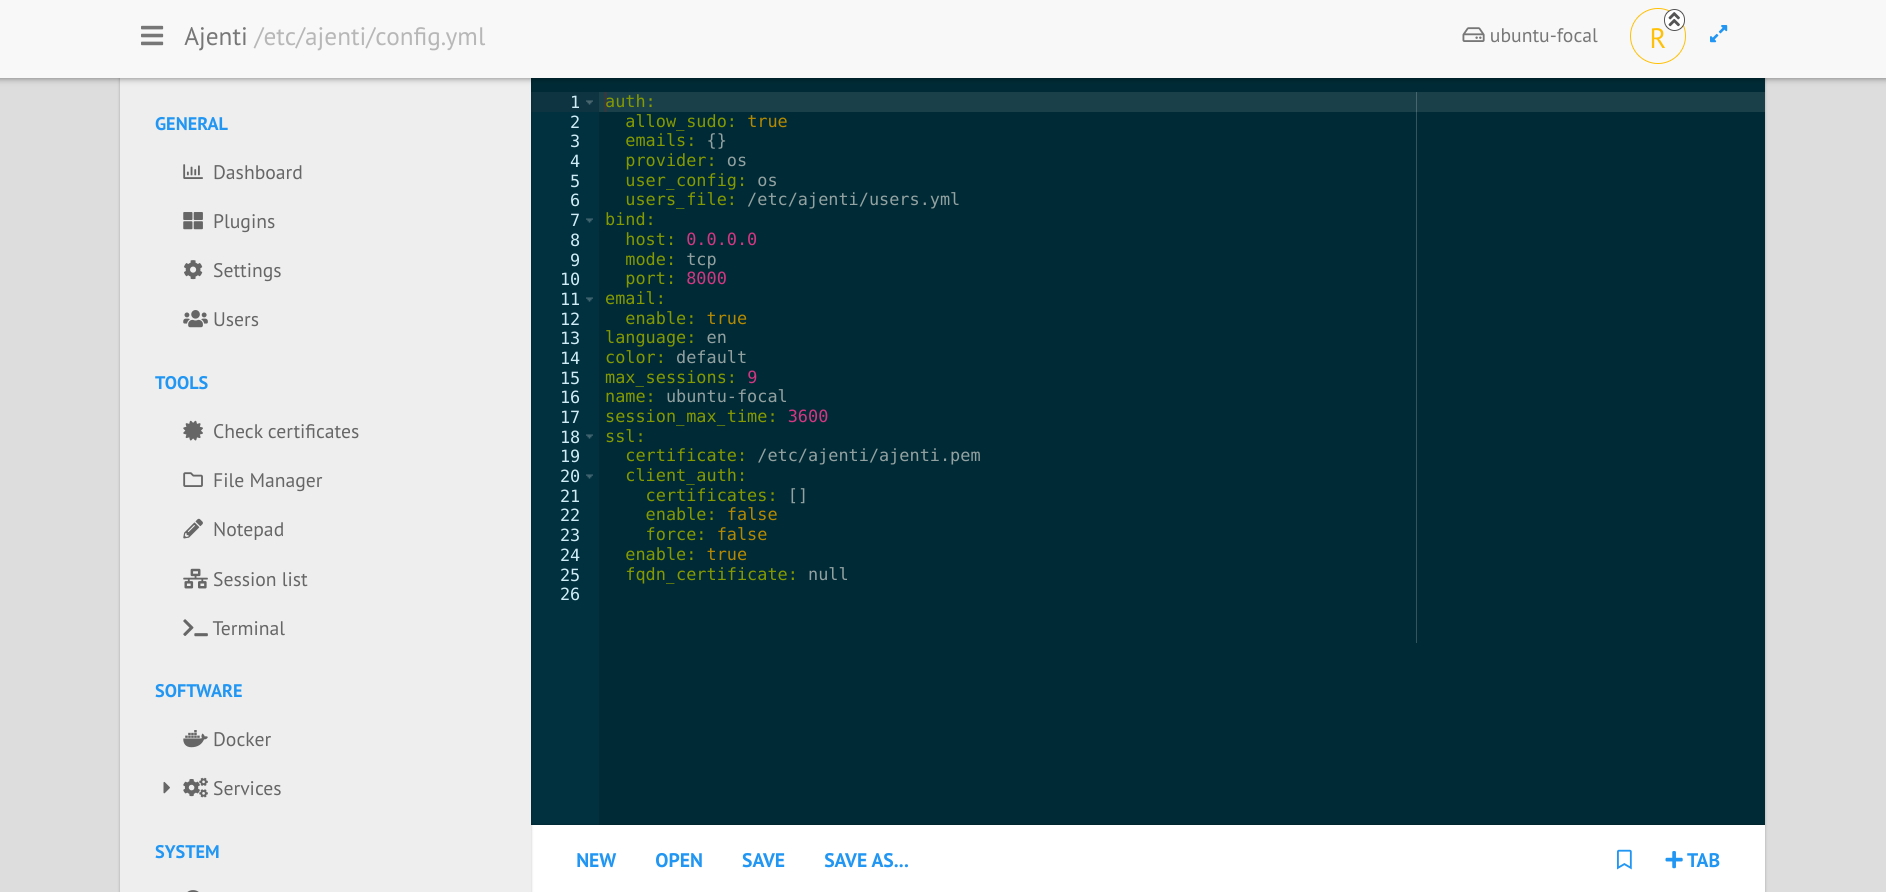 Ajenti /etc/ajenti/config.yml
ubuntu-focal
R
GENERAL
Dashboard
Plugins
Settings
Users
TOOLS
Check certificates
File Manager
Notepad
Session list
Terminal
SOFTWARE
Docker
Services
SYSTEM
1 auth:
2   allow_sudo: true
3   emails: {}
4   provider: os
5   user_config: os
6   users_file: /etc/ajenti/users.yml
7 bind:
8   host: 0.0.0.0
9   mode: tcp
10   port: 8000
11 email:
12   enable: true
13 language: en
14 color: default
15 max_sessions: 9
16 name: ubuntu-focal
17 session_max_time: 3600
18 ssl:
19   certificate: /etc/ajenti/ajenti.pem
20   client_auth:
21     certificates: []
22     enable: false
23     force: false
24   enable: true
25   fqdn_certificate: null
26
NEW OPEN SAVE SAVE AS... TAB